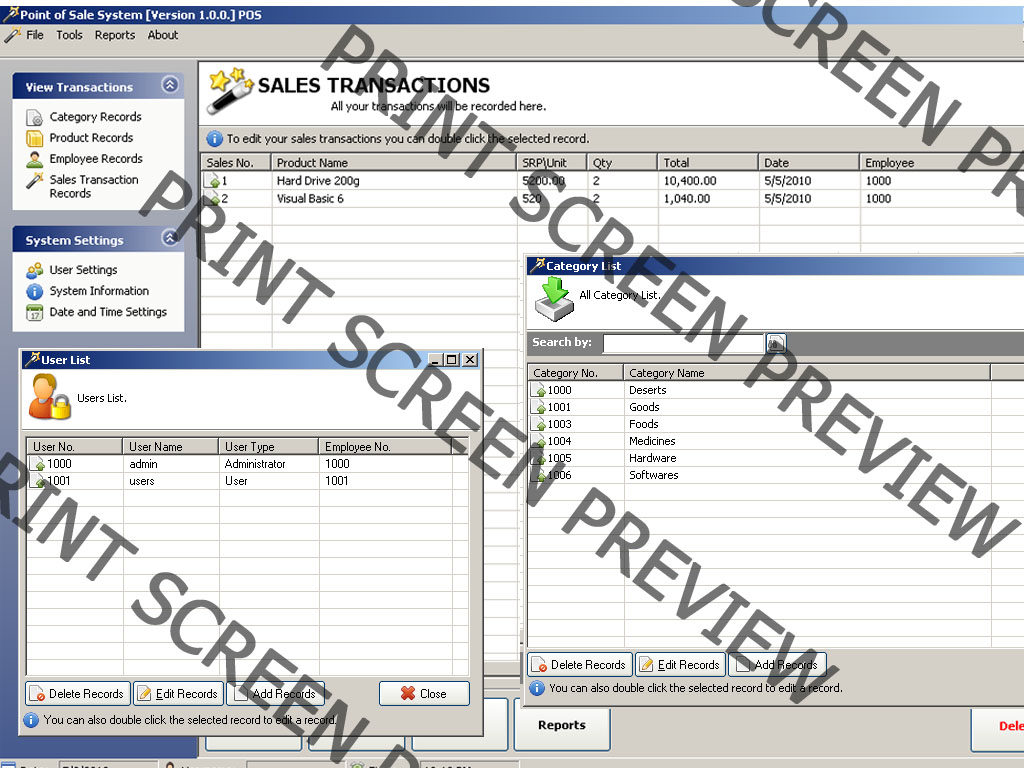 Point of Sale System [Version 1.0.0.] POS
File Tools Reports About
View Transactions
Category Records
Product Records
Employee Records
Sales Transaction
Records
System Settings
User Settings
System Information
17
Date and Time Settings
SALES TRANSACTIONS
All your transactions will be recorded here.
To edit your sales transactions you can double click the selected record.
Sales No. Product Name SRP\Unit Qty Total Date Employee
1 Hard Drive 200g 5200.00 2 10,400.00 5/5/2010 1000
2 Visual Basic 6 520 2 1,040.00 5/5/2010 1000
Category List
All Category List.
Search by:
Category No. Category Name
1000 Deserts
1001 Goods
1003 Foods
1004 Medicines
1005 Hardware
1006 Softwares
Delete Records Edit Records Add Records
You can also double click the selected record to edit a record.
User List
Users List.
User No. User Name User Type Employee No.
1000 admin Administrator 1000
1001 users User 1001
Delete Records Edit Records Add Records Close
You can also double click the selected record to edit a record.
Reports
Dele
PRINT SCREEN PREVIEW
PRINT SCREEN PREVIEW
PRINT SCREEN P
SCREEN P